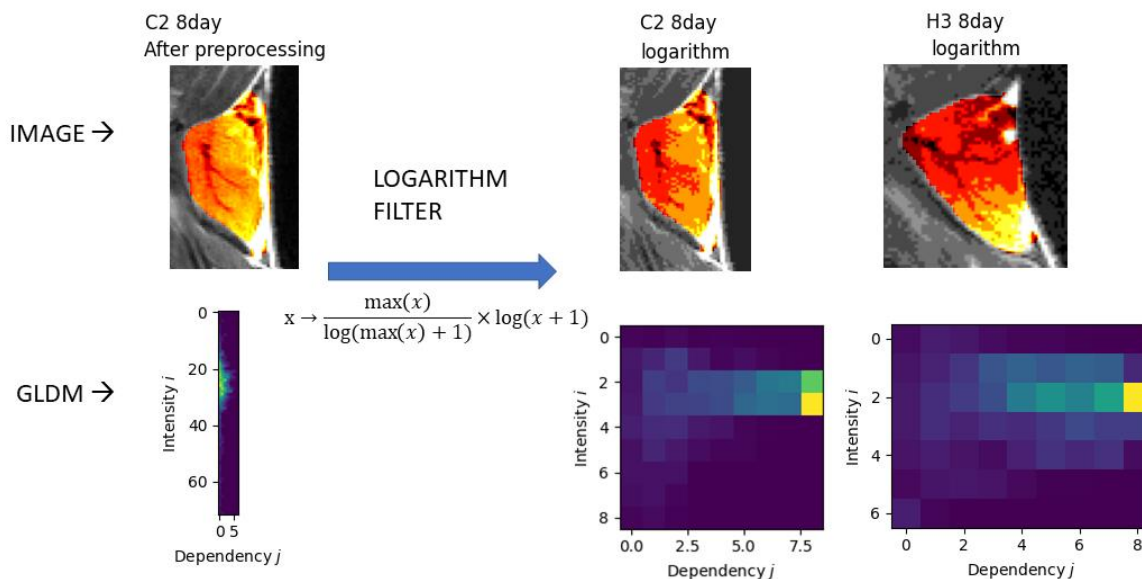 C2 8day
After preprocessing
C2 8day
logarithm
H3 8day
logarithm
IMAGE →
LOGARITHM
FILTER
x → max(x) / log(max(x) + 1) × log(x + 1)
GLDM →
0
20
40
60
Intensity i
0 5
Dependency j
0
2
4
6
8
Intensity i
0.0 2.5 5.0 7.5
Dependency j
0
2
4
6
Intensity i
0 2 4 6 8
Dependency j